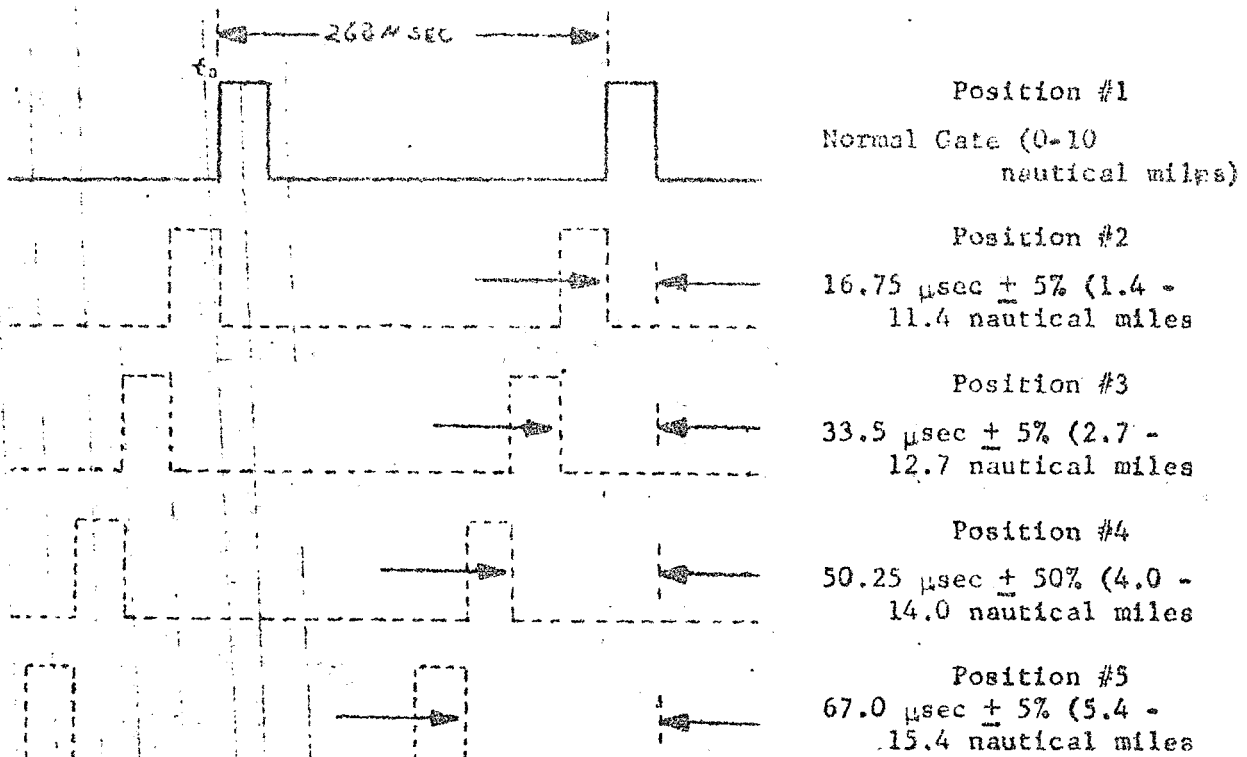 268 μ SEC
t₀
Position #1
Normal Gate (0-10
nautical miles)
Position #2
16.75 μsec ± 5% (1.4 -
11.4 nautical miles
Position #3
33.5 μsec ± 5% (2.7 -
12.7 nautical miles
Position #4
50.25 μsec ± 50% (4.0 -
14.0 nautical miles
Position #5
67.0 μsec ± 5% (5.4 -
15.4 nautical miles